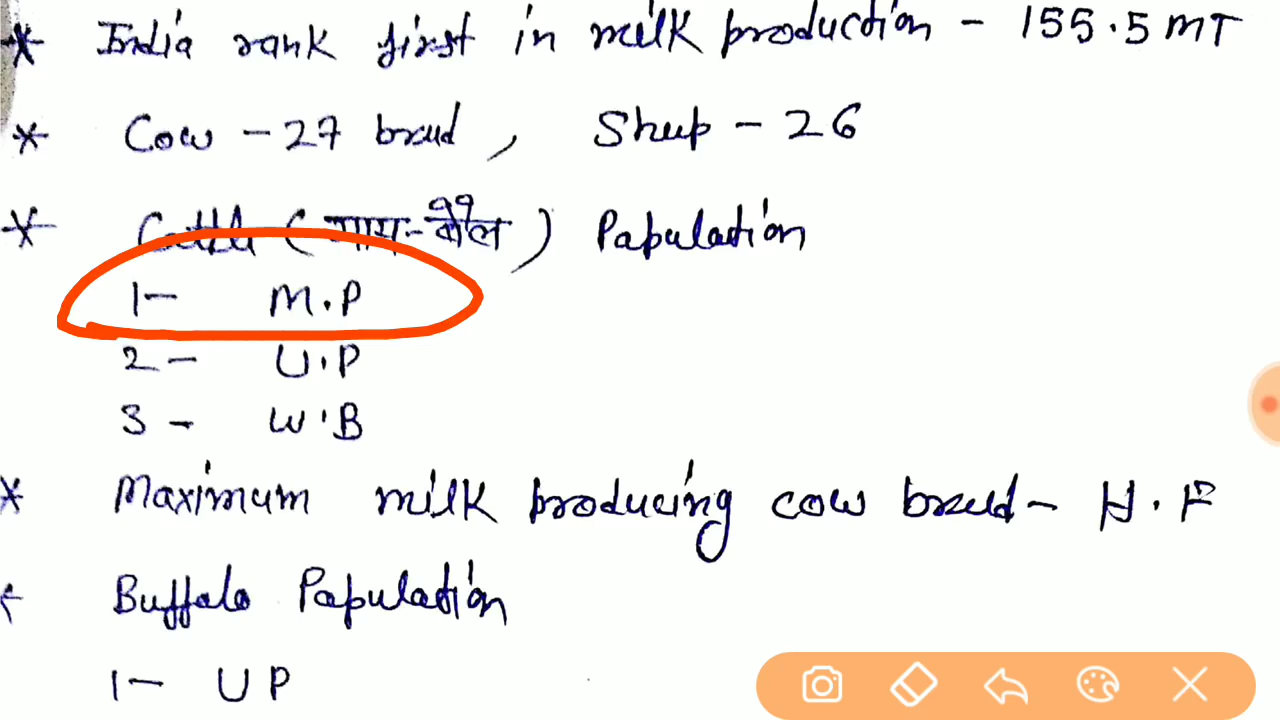 * India rank first in milk production - 155.5 MT
* Cow - 27 breed, Sheep - 26
* Cattle (गाय-बैल) Papulation
1- M.P
2- U.P
3- W.B
* Maximum milk producing cow breed - H.F
Buffalo Papulation
1- UP